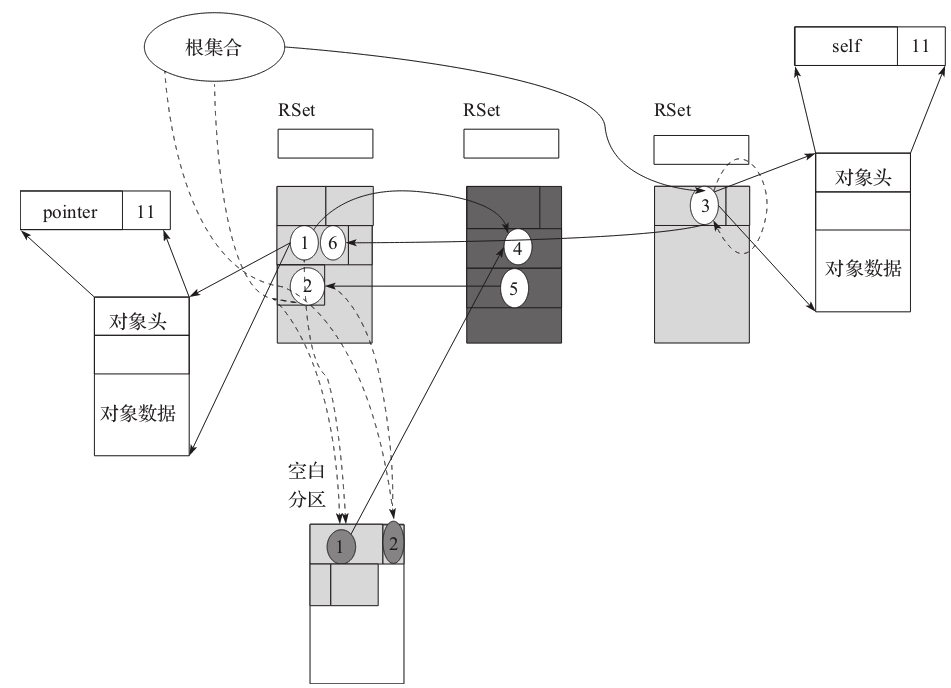 根集合
self 11
RSet RSet RSet
对象头
pointer 11
1 6 4 3
2 5
对象数据
对象头
对象数据
空白
分区
1 2